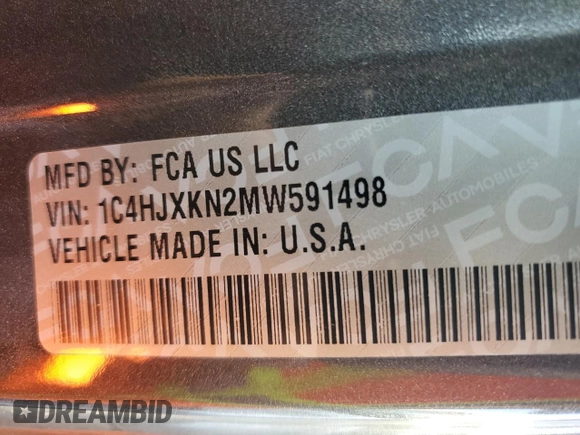 MFD BY: FCA US LLC
VIN: 1C4HJXKN2MW591498
VEHICLE MADE IN: U.S.A.
DREAMBID